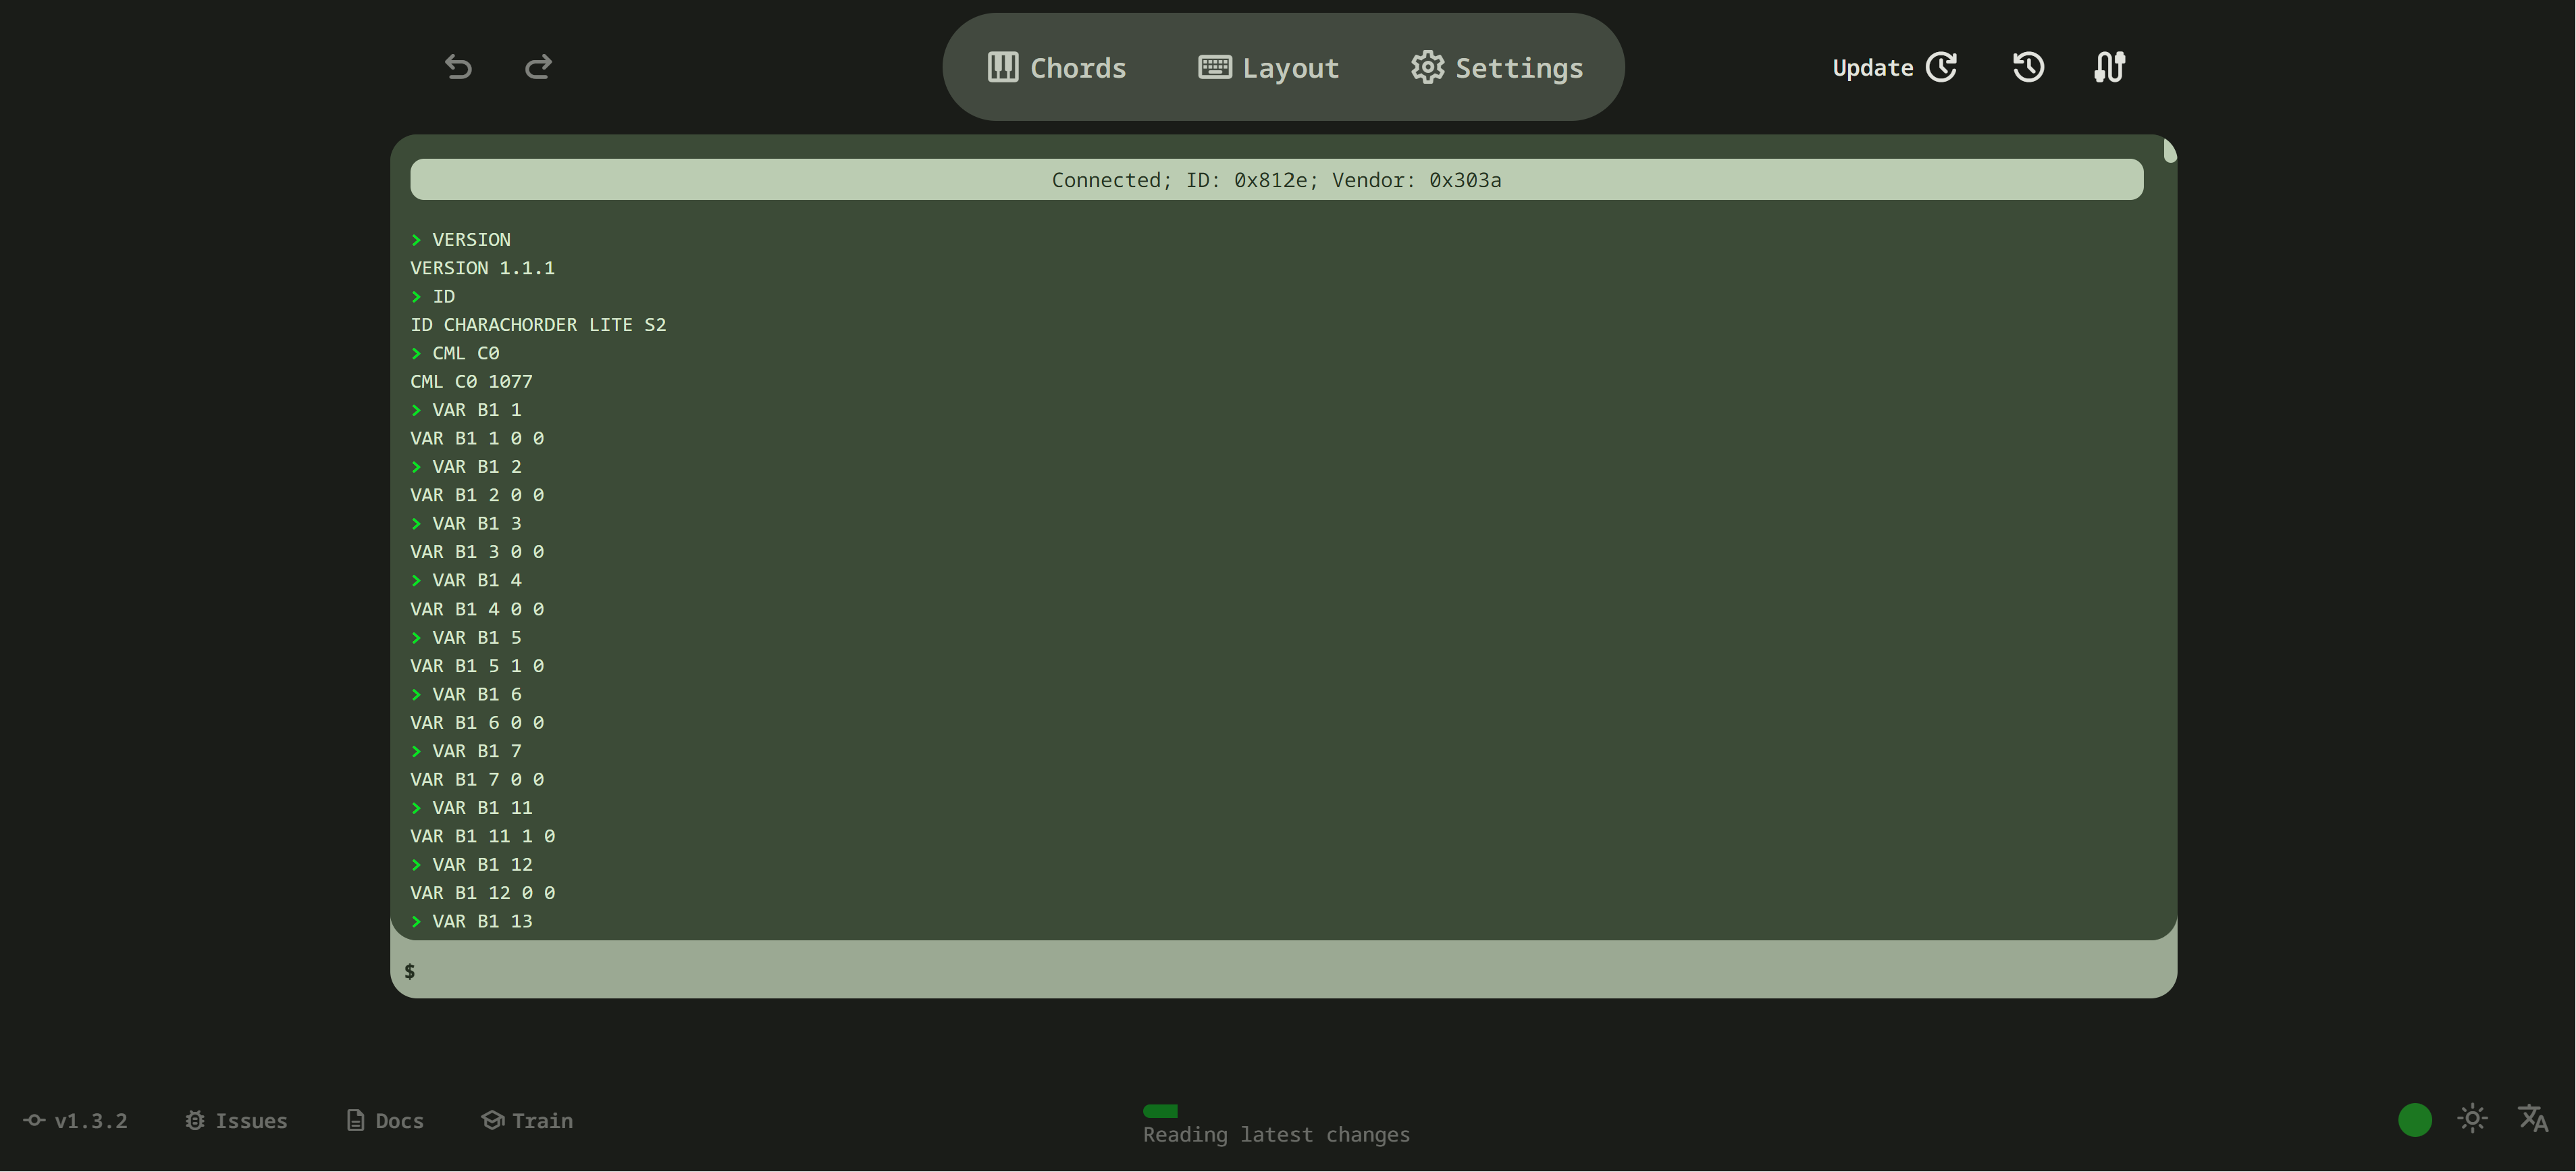 Chords Layout Settings Update
Connected; ID: 0x812e; Vendor: 0x303a
> VERSION
VERSION 1.1.1
> ID
ID CHARACHORDER LITE S2
> CML C0
CML C0 1077
> VAR B1 1
VAR B1 1 0 0
> VAR B1 2
VAR B1 2 0 0
> VAR B1 3
VAR B1 3 0 0
> VAR B1 4
VAR B1 4 0 0
> VAR B1 5
VAR B1 5 1 0
> VAR B1 6
VAR B1 6 0 0
> VAR B1 7
VAR B1 7 0 0
> VAR B1 11
VAR B1 11 1 0
> VAR B1 12
VAR B1 12 0 0
> VAR B1 13
$
v1.3.2 Issues Docs Train
Reading latest changes